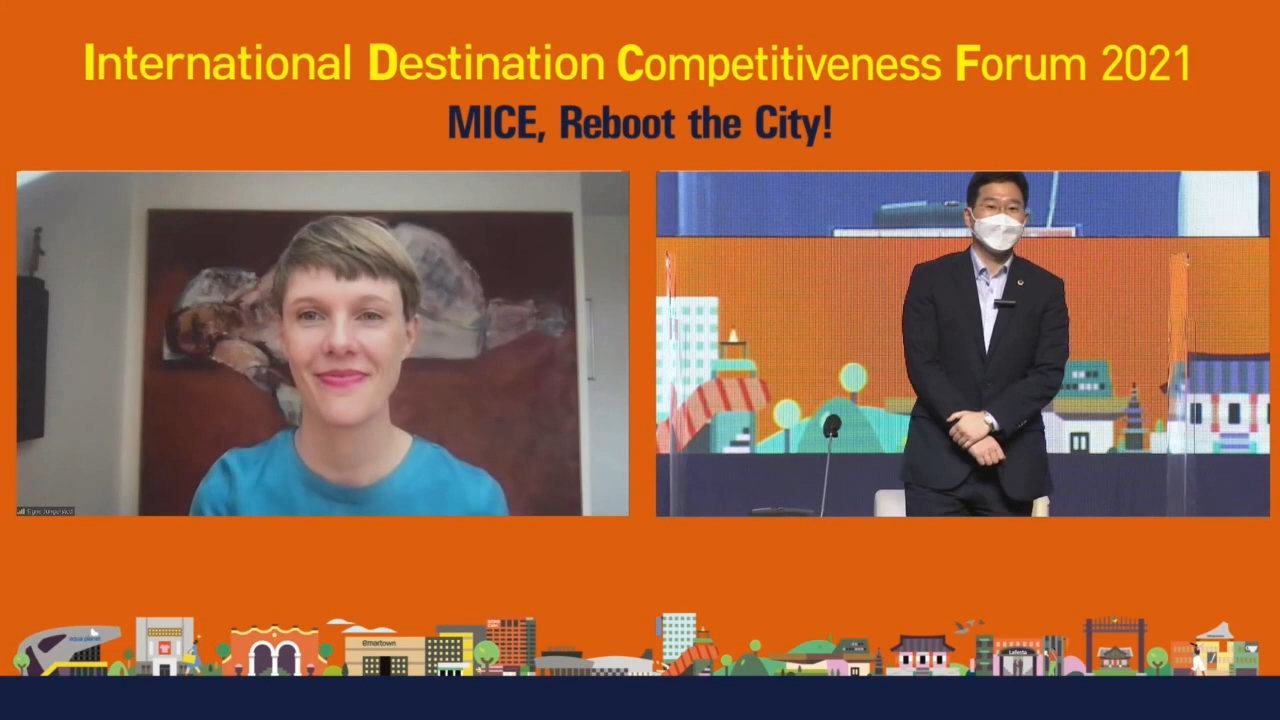 International Destination Competitiveness Forum 2021
MICE, Reboot the City!
aqua planet
emartown
Lafesta